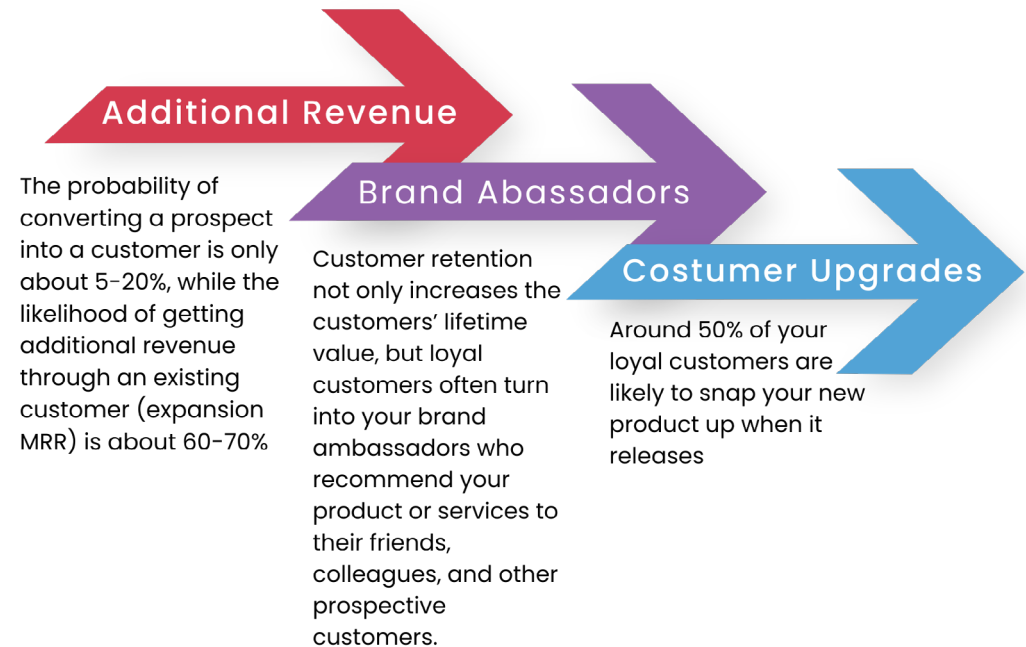 Additional Revenue
The probability of
converting a prospect
into a customer is only
about 5-20%, while the
likelihood of getting
additional revenue
through an existing
customer (expansion
MRR) is about 60-70%
Brand Abassadors
Customer retention
not only increases the
customers’ lifetime
value, but loyal
customers often turn
into your brand
ambassadors who
recommend your
product or services to
their friends,
colleagues, and other
prospective
customers.
Costumer Upgrades
Around 50% of your
loyal customers are
likely to snap your new
product up when it
releases